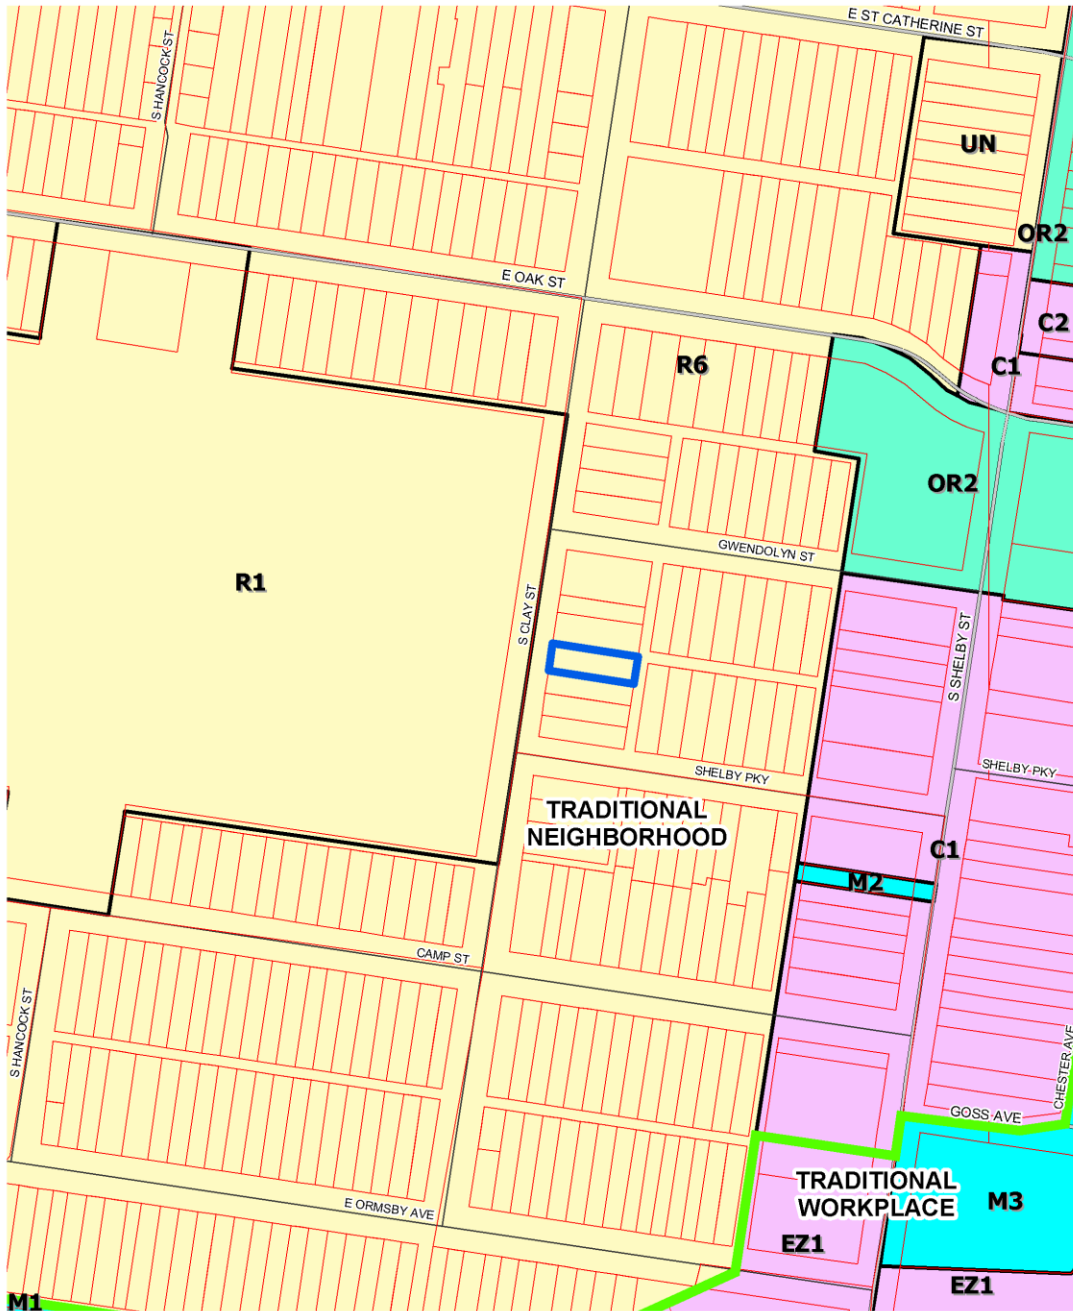 E ST CATHERINE ST
S HANCOCK ST
UN
OR2
E OAK ST
C2
R6
C1
OR2
GWENDOLYN ST
R1
S CLAY ST
S SHELBY ST
SHELBY PKY
SHELBY PKY
TRADITIONAL
NEIGHBORHOOD
C1
M2
CAMP ST
S HANCOCK ST
CHESTER AVE
GOSS AVE
TRADITIONAL
WORKPLACE
M3
E ORMSBY AVE
EZ1
EZ1
M1